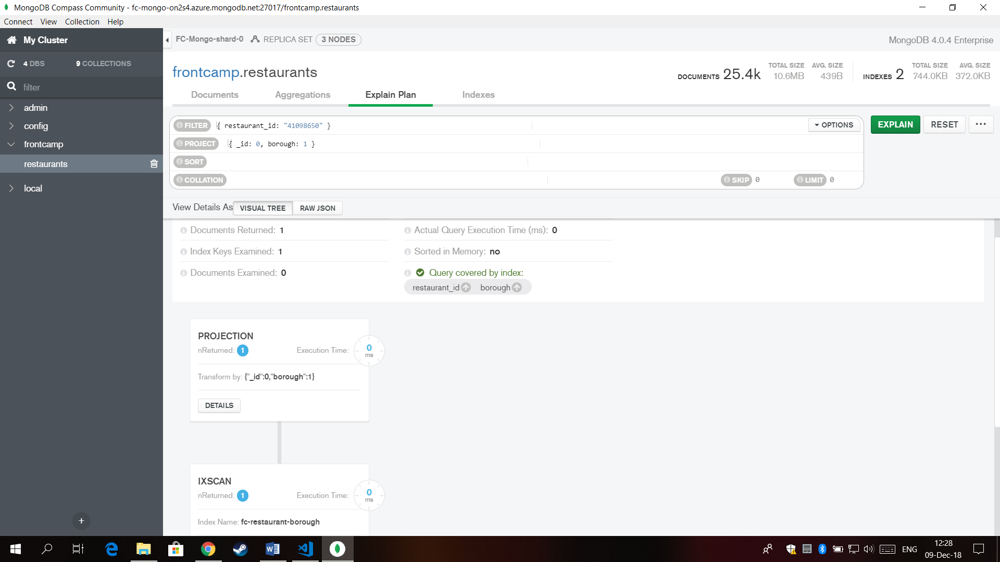 MongoDB Compass Community - fc-mongo-on2s4.azure.mongodb.net:27017/frontcamp.restaurants
Connect View Collection Help
My Cluster
4 DBS 9 COLLECTIONS
filter
admin
config
frontcamp
restaurants
local
FC-Mongo-shard-0 REPLICA SET 3 NODES MongoDB 4.0.4 Enterprise
frontcamp.restaurants
DOCUMENTS 25.4k TOTAL SIZE 10.6MB AVG. SIZE 439B INDEXES 2 TOTAL SIZE 744.0KB AVG. SIZE 372.0KB
Documents Aggregations Explain Plan Indexes
FILTER { restaurant_id: "41098650" } OPTIONS EXPLAIN RESET ...
PROJECT { _id: 0, borough: 1 }
SORT
COLLATION SKIP 0 LIMIT 0
View Details As VISUAL TREE RAW JSON
Documents Returned: 1 Actual Query Execution Time (ms): 0
Index Keys Examined: 1 Sorted in Memory: no
Documents Examined: 0 Query covered by index:
restaurant_id borough
PROJECTION
nReturned: 1 Execution Time: 0 ms
Transform by: {"_id":0,"borough":1}
DETAILS
IXSCAN
nReturned: 1 Execution Time: 0 ms
Index Name: fc-restaurant-borough
+
ENG 12:28
09-Dec-18